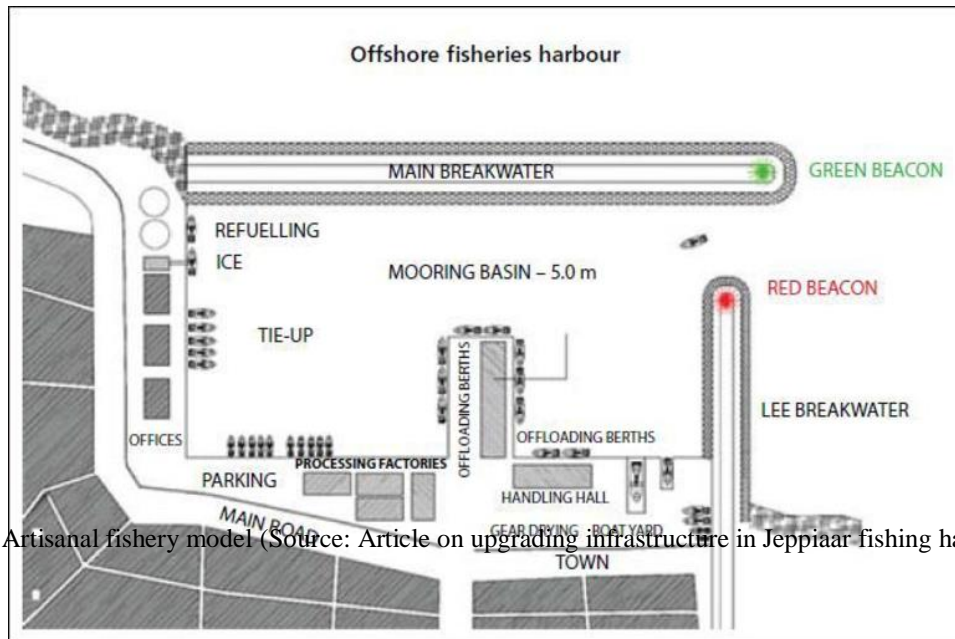 Offshore fisheries harbour
MAIN BREAKWATER
GREEN BEACON
REFUELLING
ICE
MOORING BASIN – 5.0 m
RED BEACON
TIE-UP
LEE BREAKWATER
OFFLOADING BERTHS
OFFICES
OFFLOADING BERTHS
PROCESSING FACTORIES
PARKING
HANDLING HALL
MAIN ROAD
GEAR DRYING
BOAT YARD
Artisanal fishery model (Source: Article on upgrading infrastructure in Jeppiaar fishing ha
TOWN